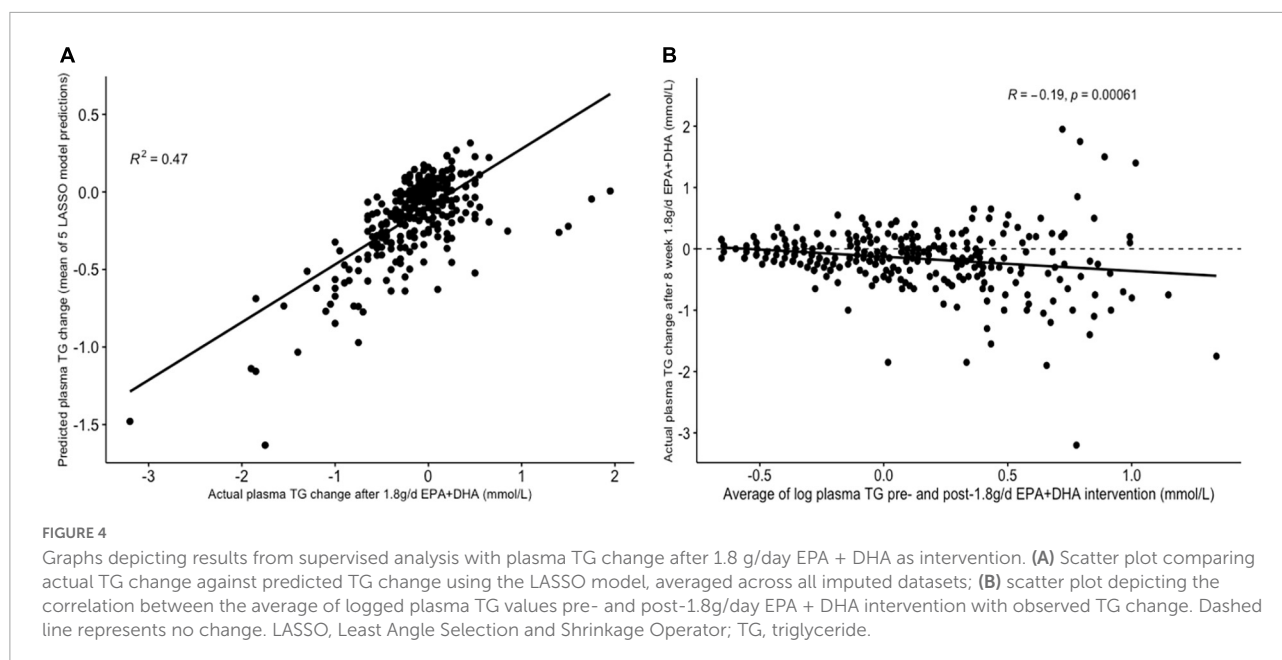 A
Predicted plasma TG change (mean of 5 LASSO model predictions)
0.5
0.0
-0.5
-1.0
-1.5
R² = 0.47
-3
-2
-1
0
1
2
Actual plasma TG change after 1.8g/d EPA+DHA (mmol/L)
B
Actual plasma TG change after 8 week 1.8g/d EPA+DHA (mmol/L)
2
1
0
-1
-2
-3
R = −0.19, p = 0.00061
-0.5
0.0
0.5
1.0
Average of log plasma TG pre- and post-1.8g/d EPA+DHA intervention (mmol/L)
FIGURE 4
Graphs depicting results from supervised analysis with plasma TG change after 1.8 g/day EPA + DHA as intervention. (A) Scatter plot comparing
actual TG change against predicted TG change using the LASSO model, averaged across all imputed datasets; (B) scatter plot depicting the
correlation between the average of logged plasma TG values pre- and post-1.8g/day EPA + DHA intervention with observed TG change. Dashed
line represents no change. LASSO, Least Angle Selection and Shrinkage Operator; TG, triglyceride.